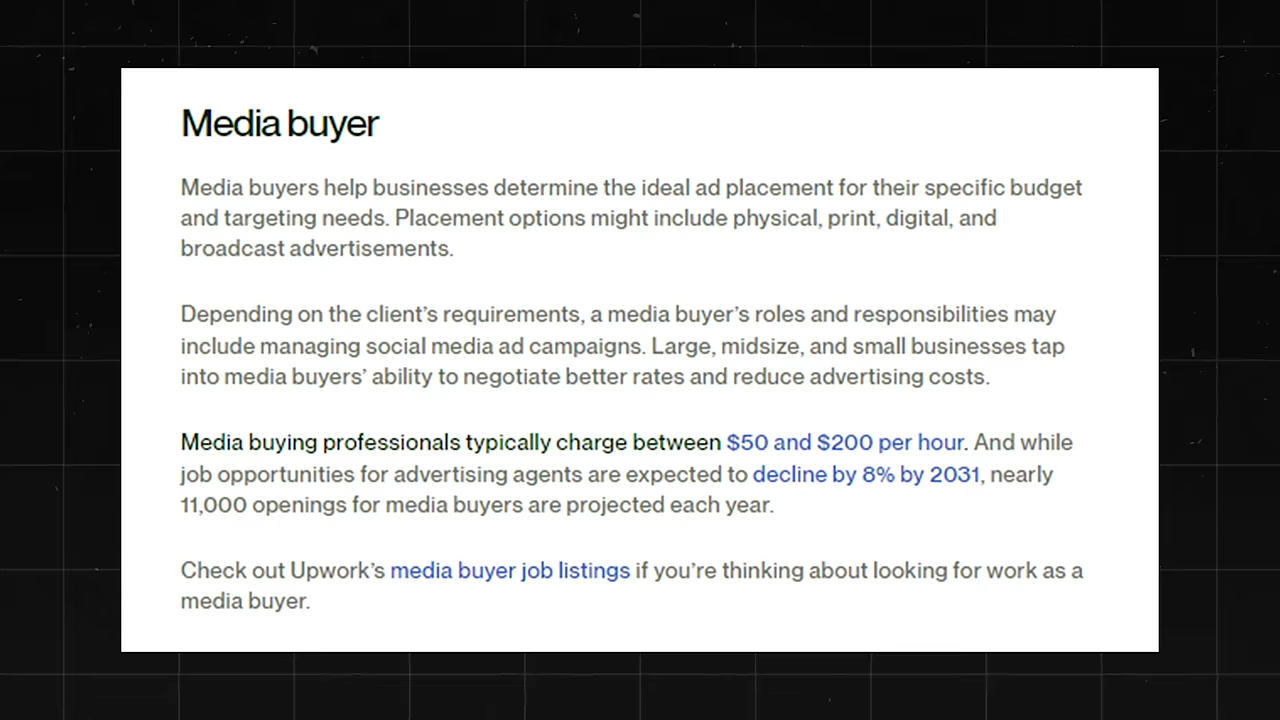 Media buyer
Media buyers help businesses determine the ideal ad placement for their specific budget
and targeting needs. Placement options might include physical, print, digital, and
broadcast advertisements.
Depending on the client’s requirements, a media buyer’s roles and responsibilities may
include managing social media ad campaigns. Large, midsize, and small businesses tap
into media buyers’ ability to negotiate better rates and reduce advertising costs.
Media buying professionals typically charge between $50 and $200 per hour. And while
job opportunities for advertising agents are expected to decline by 8% by 2031, nearly
11,000 openings for media buyers are projected each year.
Check out Upwork’s media buyer job listings if you’re thinking about looking for work as a
media buyer.